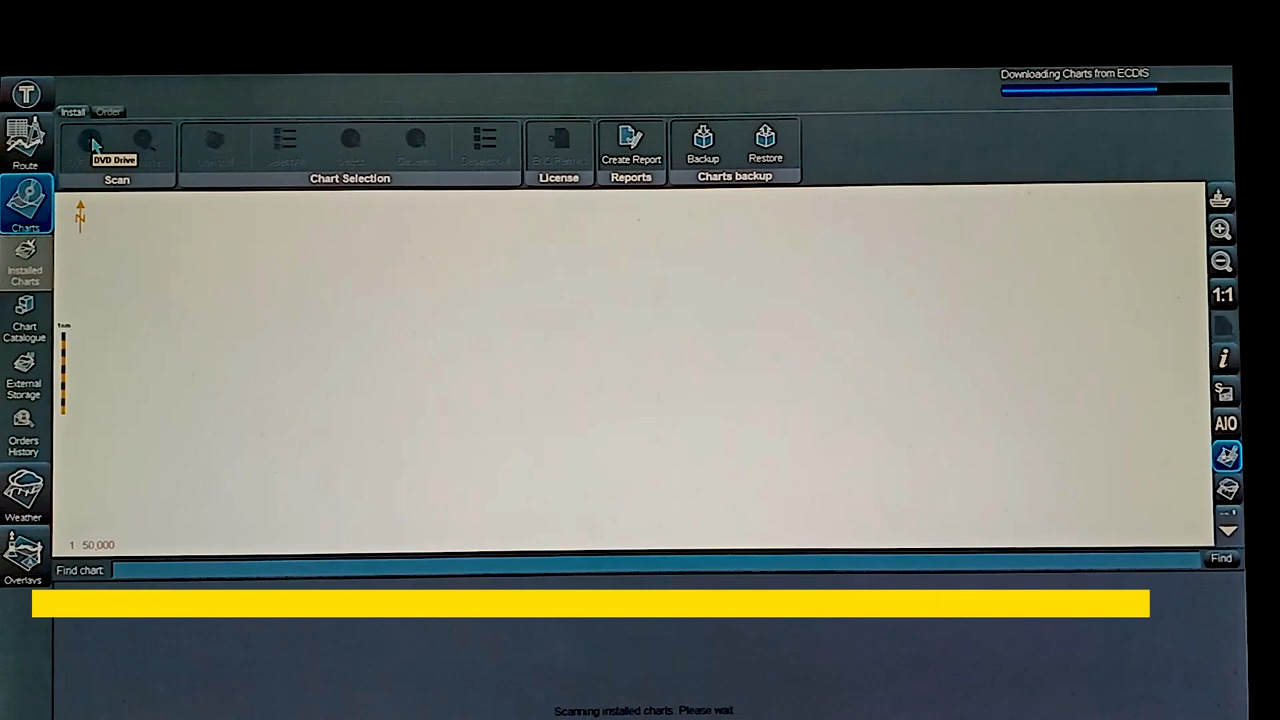 Downloading Charts from ECDIS
T
Install Order
DVD Drive
Create Report
Backup
Restore
Scan
Chart Selection
License
Reports
Charts backup
Route
Charts
Installed
Charts
Chart
Catalogue
External
Storage
Orders
History
Weather
Overlays
N
1nm
1:1
i
S
AIO
1 50,000
Find chart
Find
Scanning installed charts. Please wait